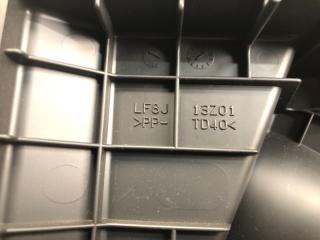 LF8J 13Z01
>PP- TD40<